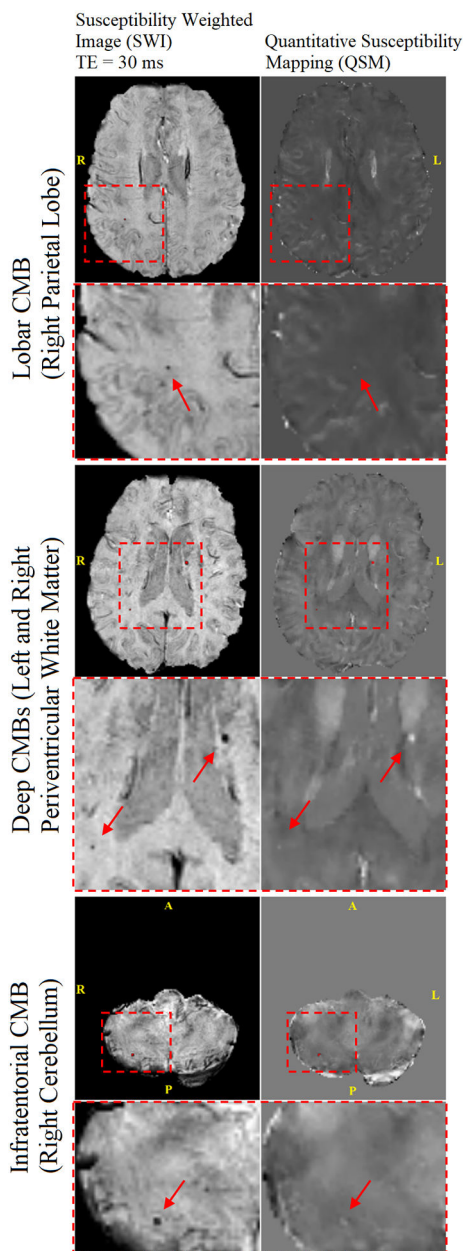 Susceptibility Weighted
Image (SWI)
TE = 30 ms
Quantitative Susceptibility
Mapping (QSM)
Lobar CMB
(Right Parietal Lobe)
R
L
Deep CMBs (Left and Right
Periventricular White Matter)
R
L
Infratentorial CMB
(Right Cerebellum)
A
A
R
L
P
P